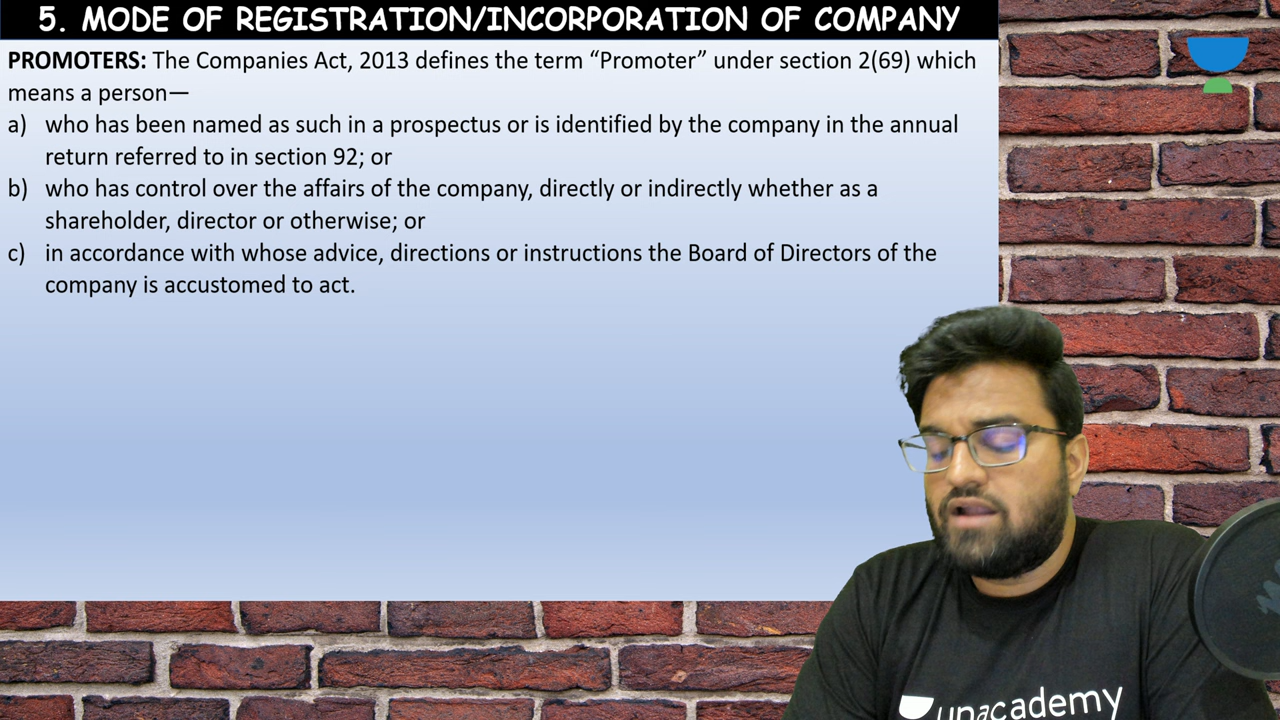 5. MODE OF REGISTRATION/INCORPORATION OF COMPANY
PROMOTERS: The Companies Act, 2013 defines the term “Promoter” under section 2(69) which
means a person—
a) who has been named as such in a prospectus or is identified by the company in the annual
return referred to in section 92; or
b) who has control over the affairs of the company, directly or indirectly whether as a
shareholder, director or otherwise; or
c) in accordance with whose advice, directions or instructions the Board of Directors of the
company is accustomed to act.
unacademy